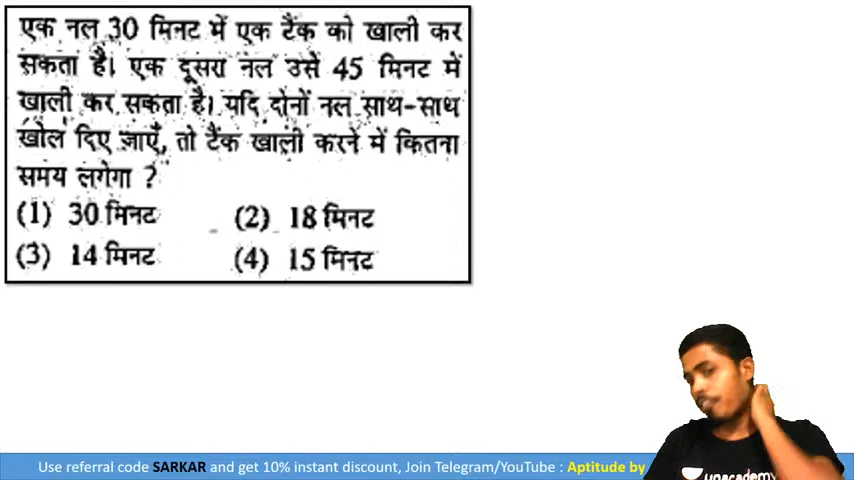 एक नल 30 मिनट में एक टैंक को खाली कर
सकता है। एक दूसरा नल उसे 45 मिनट में
खाली कर सकता है। यदि दोनों नल साथ-साथ
खोल दिए जाएँ, तो टैंक खाली करने में कितना
समय लगेगा ?
(1) 30 मिनट (2) 18 मिनट
(3) 14 मिनट (4) 15 मिनट
Use referral code SARKAR and get 10% instant discount, Join Telegram/YouTube : Aptitude by
unacademy